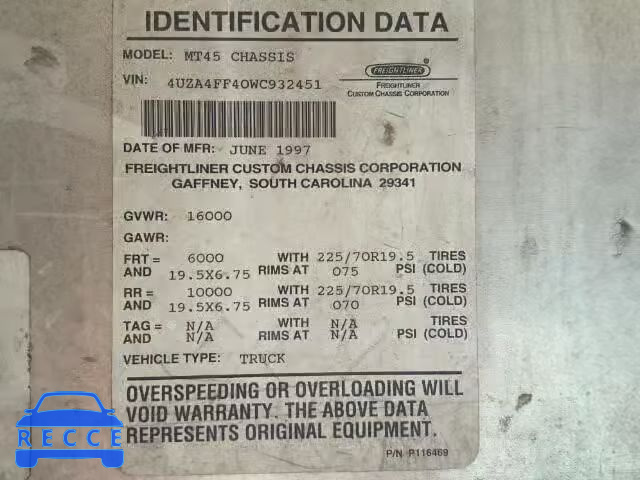 IDENTIFICATION DATA
MODEL: MT45 CHASSIS
VIN: 4UZA4FF40WC932451
FREIGHTLINER
FREIGHTLINER
CUSTOM CHASSIS CORPORATION
DATE OF MFR: JUNE 1997
FREIGHTLINER CUSTOM CHASSIS CORPORATION
GAFFNEY, SOUTH CAROLINA 29341
GVWR: 16000
GAWR:
FRT = 6000 WITH 225/70R19.5 TIRES
AND 19.5X6.75 RIMS AT 075 PSI (COLD)
RR = 10000 WITH 225/70R19.5 TIRES
AND 19.5X6.75 RIMS AT 070 PSI (COLD)
TAG = N/A WITH N/A TIRES
AND N/A RIMS AT N/A PSI (COLD)
VEHICLE TYPE: TRUCK
OVERSPEEDING OR OVERLOADING WILL
VOID WARRANTY. THE ABOVE DATA
REPRESENTS ORIGINAL EQUIPMENT.
P/N P116469
RECCE